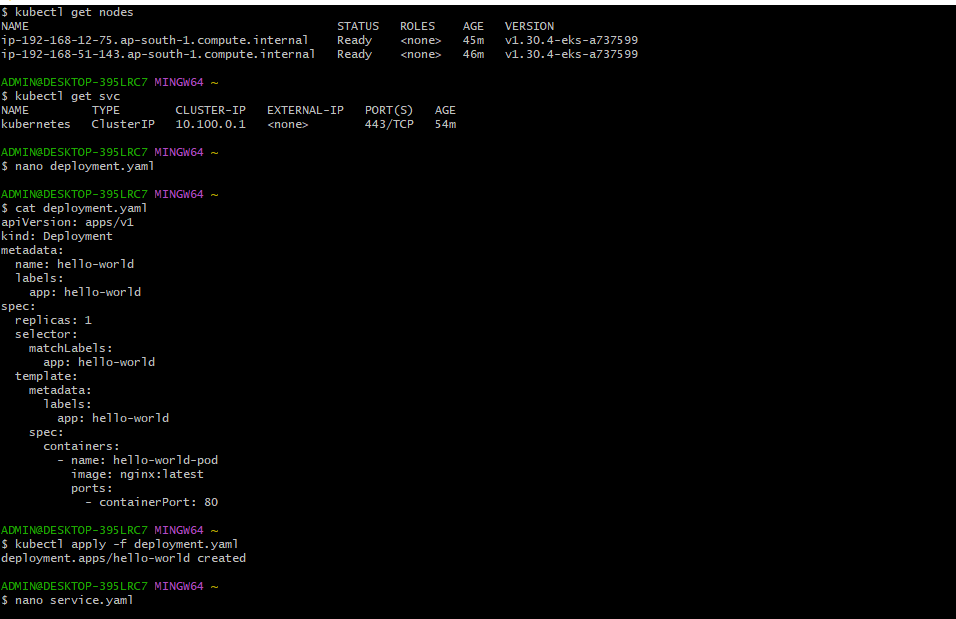 $ kubectl get nodes
NAME                                            STATUS   ROLES    AGE   VERSION
ip-192-168-12-75.ap-south-1.compute.internal    Ready    <none>   45m   v1.30.4-eks-a737599
ip-192-168-51-143.ap-south-1.compute.internal   Ready    <none>   46m   v1.30.4-eks-a737599
ADMIN@DESKTOP-395LRC7 MINGW64 ~
$ kubectl get svc
NAME         TYPE        CLUSTER-IP   EXTERNAL-IP   PORT(S)   AGE
kubernetes   ClusterIP   10.100.0.1   <none>        443/TCP   54m
ADMIN@DESKTOP-395LRC7 MINGW64 ~
$ nano deployment.yaml
ADMIN@DESKTOP-395LRC7 MINGW64 ~
$ cat deployment.yaml
apiVersion: apps/v1
kind: Deployment
metadata:
  name: hello-world
  labels:
    app: hello-world
spec:
  replicas: 1
  selector:
    matchLabels:
      app: hello-world
  template:
    metadata:
      labels:
        app: hello-world
    spec:
      containers:
        - name: hello-world-pod
          image: nginx:latest
          ports:
            - containerPort: 80
ADMIN@DESKTOP-395LRC7 MINGW64 ~
$ kubectl apply -f deployment.yaml
deployment.apps/hello-world created
ADMIN@DESKTOP-395LRC7 MINGW64 ~
$ nano service.yaml